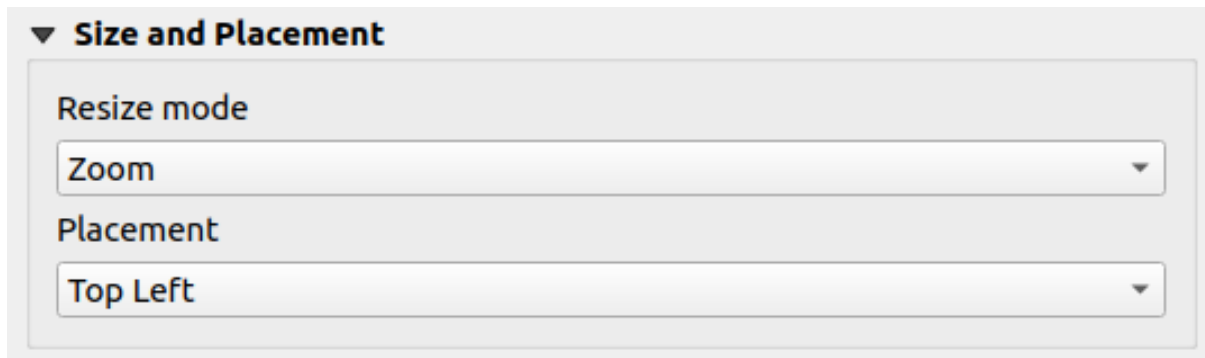 Size and Placement
Resize mode
Zoom
Placement
Top Left